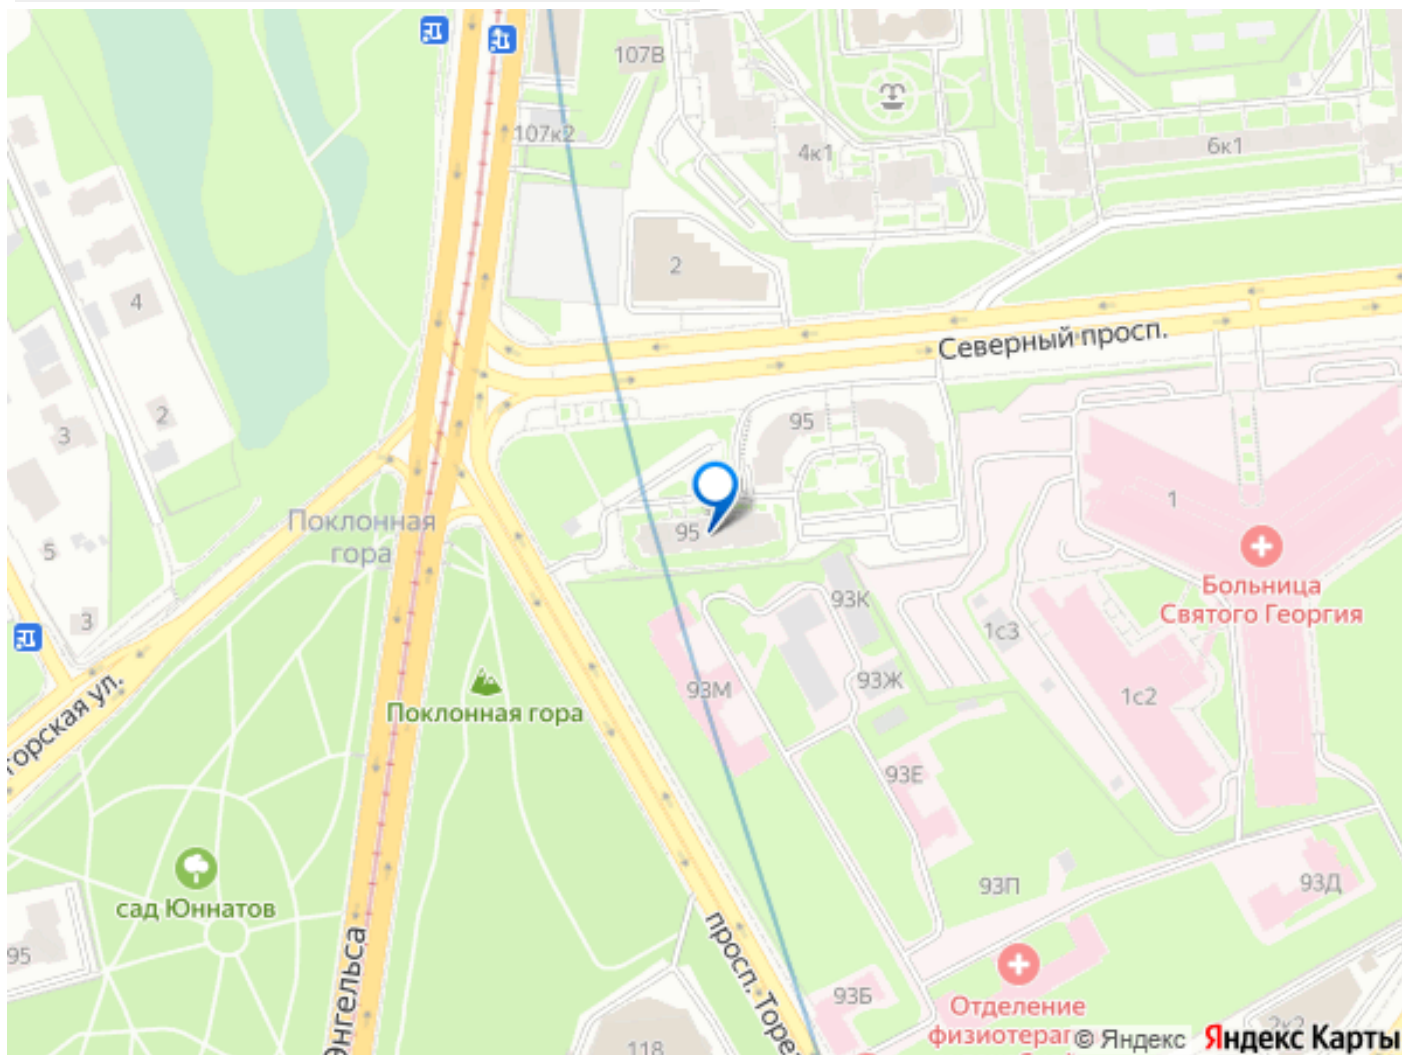 107В
107к2
4к1
6к1
2
4
Северный просп.
2
3
95
1
Поклонная
гора
95
5
Больница
Святого Георгия
93К
3
1с3
93Ж
93М
1с2
Поклонная гора
93Е
93П
93Д
сад Юннатов
95
Энгельса
просп.
93Б
Отделение
118
2к2
© Яндекс
Яндекс Карты